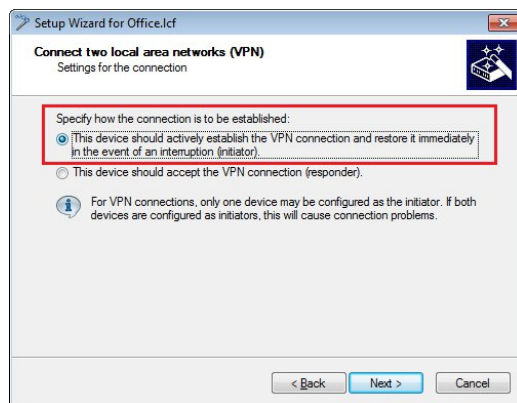 Setup Wizard for Office.lcf
Connect two local area networks (VPN)
Settings for the connection
Specify how the connection is to be established:
This device should actively establish the VPN connection and restore it immediately
in the event of an interruption (initiator).
This device should accept the VPN connection (responder).
For VPN connections, only one device may be configured as the initiator. If both
devices are configured as initiators, this will cause connection problems.
< Back
Next >
Cancel